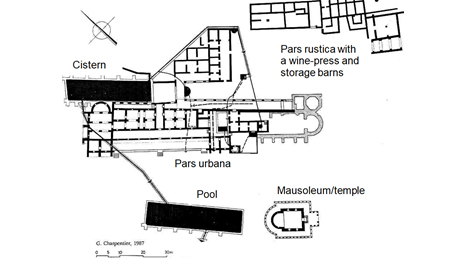 Pars rustica with
a wine-press and
storage barns
Cistern
Pars urbana
Pool
Mausoleum/temple
G. Charpentier, 1987
0 5 10 20 30m